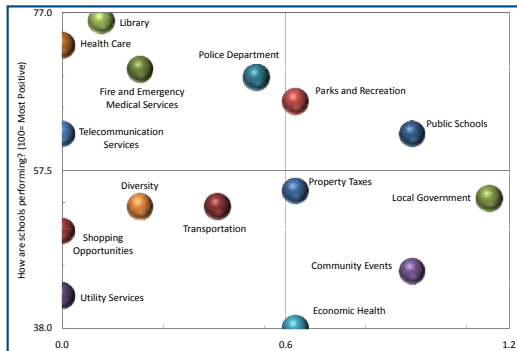 77.0
Library
Health Care
Police Department
Fire and Emergency
Medical Services
Parks and Recreation
Telecommunication
Services
Public Schools
How are schools performing? (100= Most Positive)
57.5
Diversity
Property Taxes
Local Government
Shopping
Opportunities
Transportation
Community Events
Utility Services
Economic Health
38.0
0.0
0.6
1.2